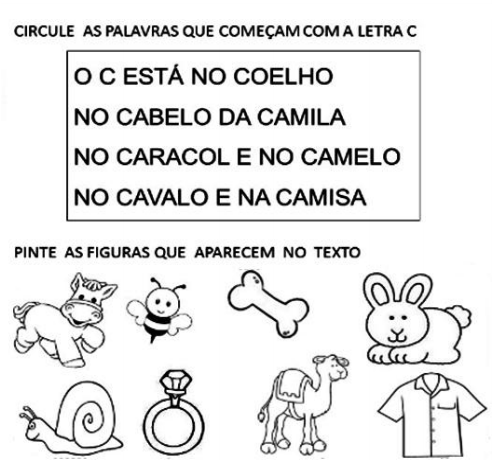 CIRCULE AS PALAVRAS QUE COMEÇAM COM A LETRA C
O C ESTÁ NO COELHO
NO CABELO DA CAMILA
NO CARACOL E NO CAMELO
NO CAVALO E NA CAMISA
PINTE AS FIGURAS QUE APARECEM NO TEXTO